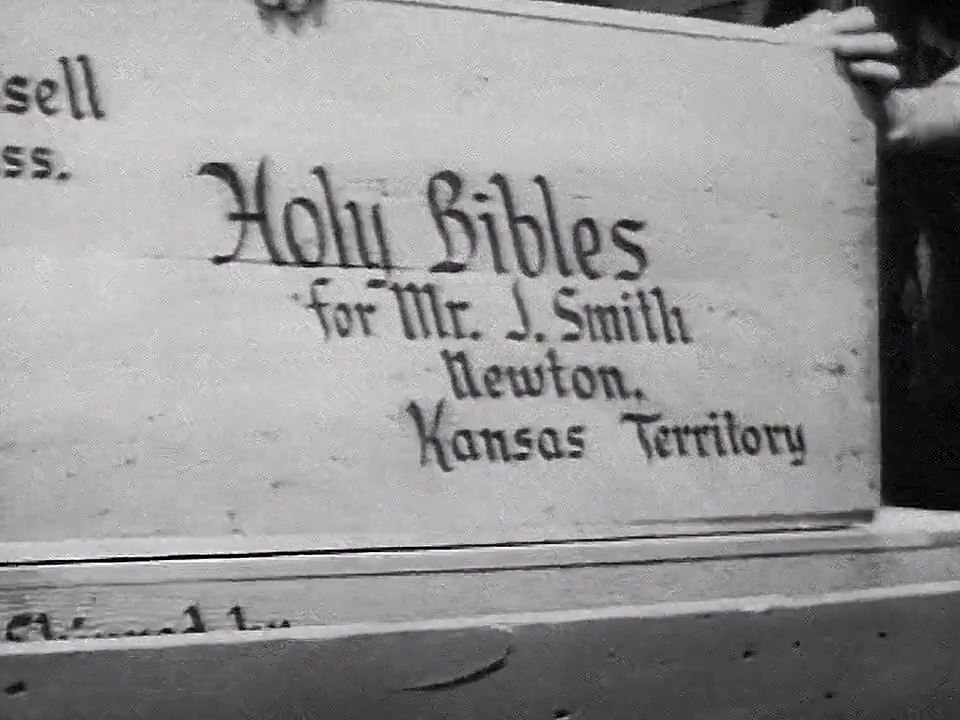 sell
ss.
Holy Bibles
for Mr. J. Smith
Newton,
Kansas Territory